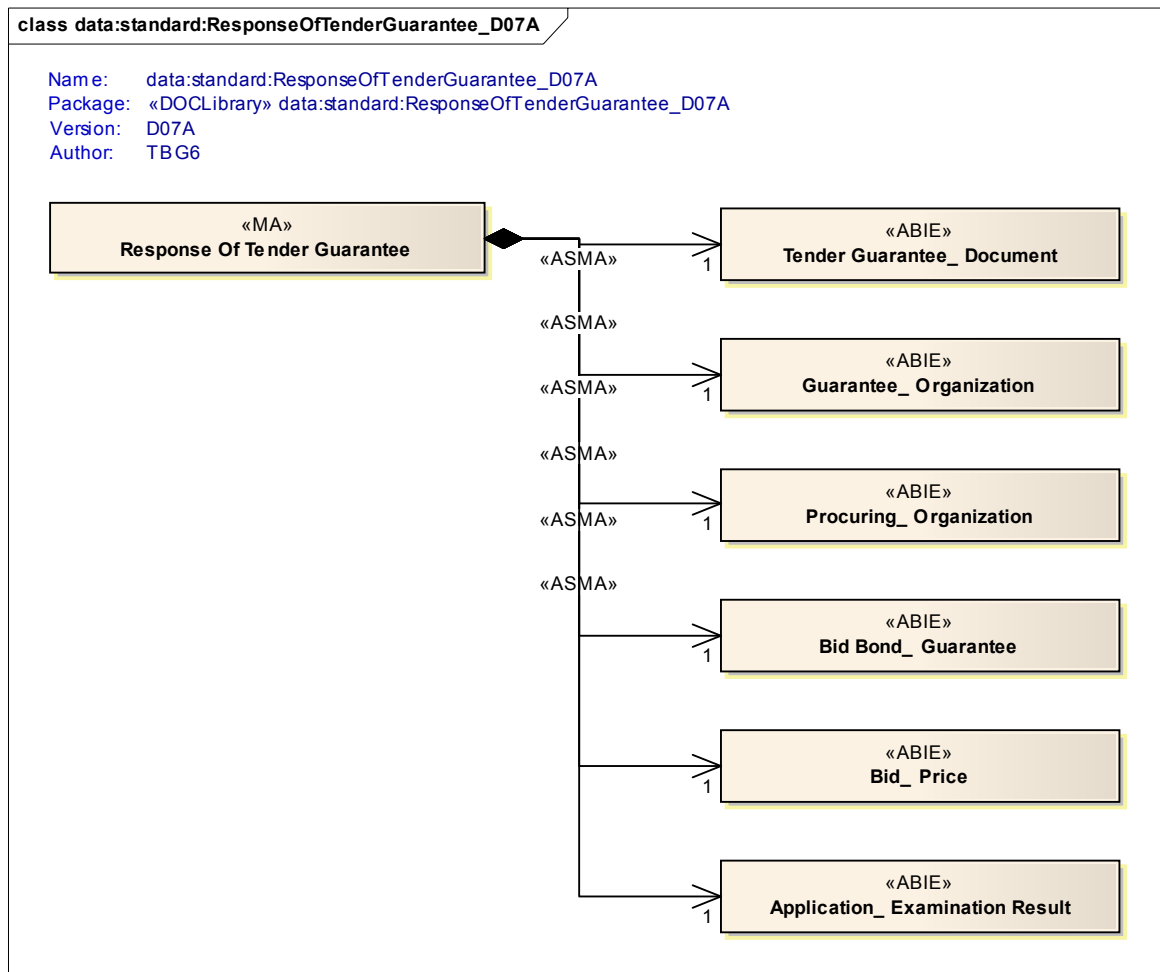 class data:standard:ResponseOfTenderGuarantee_D07A
Name: data:standard:ResponseOfTenderGuarantee_D07A
Package: «DOCLibrary» data:standard:ResponseOfTenderGuarantee_D07A
Version: D07A
Author: TBG6
«MA»
Response Of Tender Guarantee
«ABIE»
Tender Guarantee_ Document
«ASMA»
1
«ASMA»
«ABIE»
Guarantee_ Organization
«ASMA»
1
«ASMA»
«ABIE»
Procuring_ Organization
«ASMA»
1
«ASMA»
«ABIE»
Bid Bond_ Guarantee
1
«ABIE»
Bid_ Price
1
«ABIE»
Application_ Examination Result
1